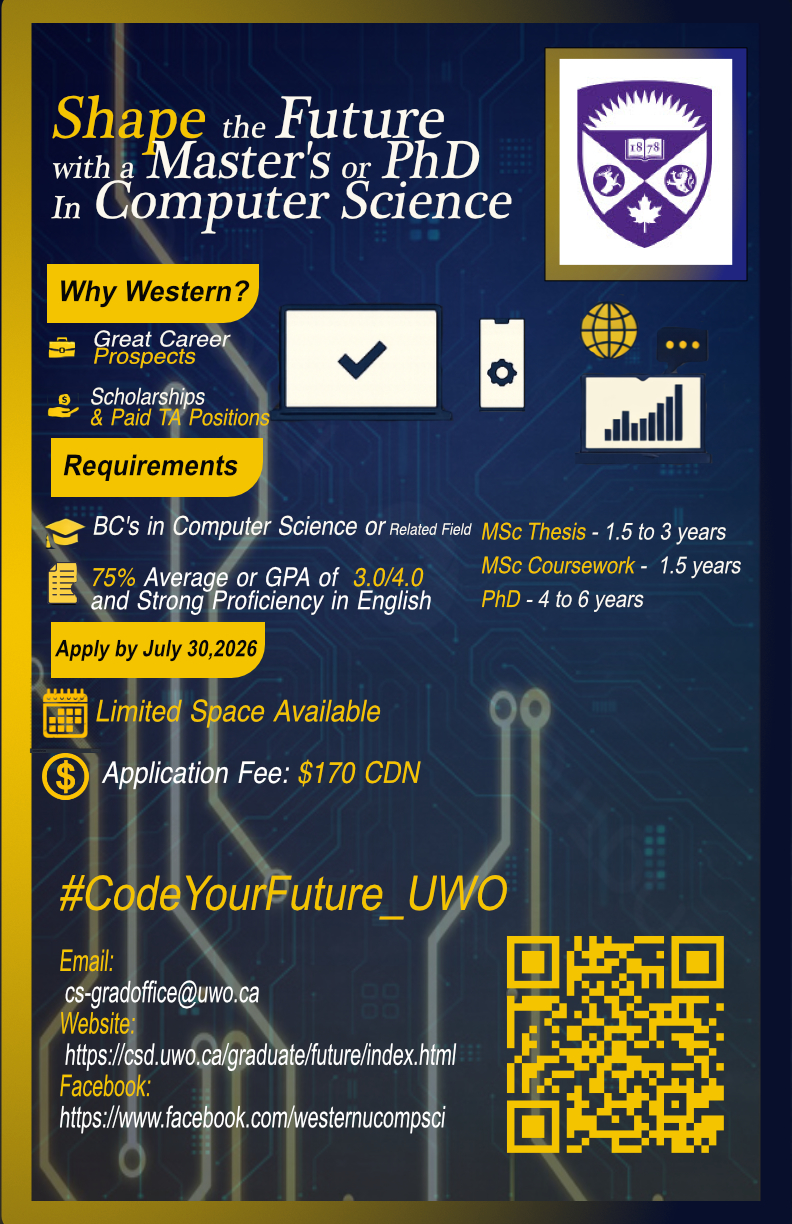 Shape the Future
with a Master's or PhD
In Computer Science
1878
Why Western?
Great Career
Prospects
Scholarships
& Paid TA Positions
Requirements
BC's in Computer Science or Related Field
75% Average or GPA of 3.0/4.0
and Strong Proficiency in English
MSc Thesis - 1.5 to 3 years
MSc Coursework - 1.5 years
PhD - 4 to 6 years
Apply by July 30,2026
Limited Space Available
$
Application Fee: $170 CDN
#CodeYourFuture_UWO
Email:
cs-gradoffice@uwo.ca
Website:
https://csd.uwo.ca/graduate/future/index.html
Facebook:
https://www.facebook.com/westernucompsci